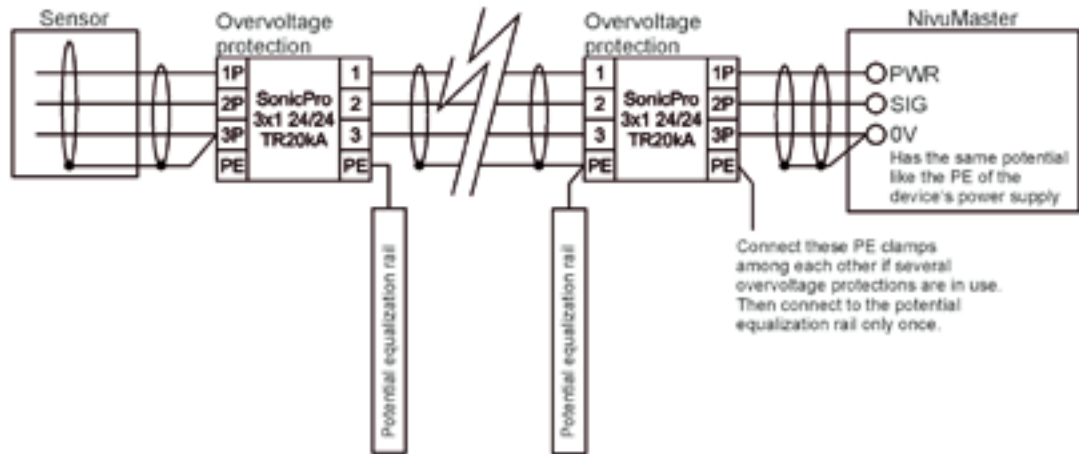 Sensor
Overvoltage
protection
1P
2P
3P
PE
SonicPro
3x1 24/24
TR20kA
1
2
3
PE
Potential equalization rail
Overvoltage
protection
1
2
3
PE
SonicPro
3x1 24/24
TR20kA
1P
2P
3P
PE
Potential equalization rail
NivuMaster
PWR
SIG
0V
Has the same potential
like the PE of the
device's power supply
Connect these PE clamps
among each other if several
overvoltage protections are in use.
Then connect to the potential
equalization rail only once.